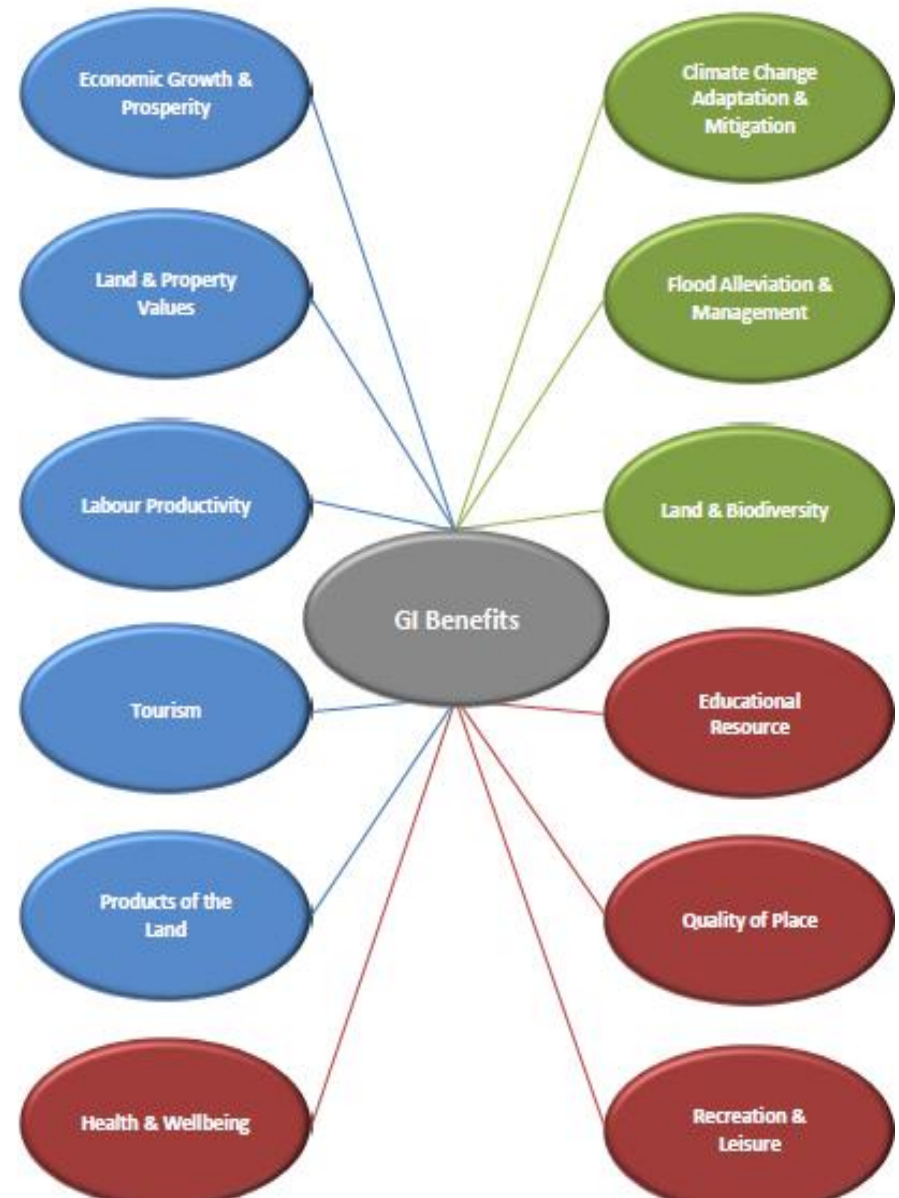 Economic Growth &
Prosperity
Climate Change
Adaptation &
Mitigation
Land & Property
Values
Flood Alleviation &
Management
Labour Productivity
Land & Biodiversity
GI Benefits
Tourism
Educational
Resource
Products of the
Land
Quality of Place
Health & Wellbeing
Recreation &
Leisure